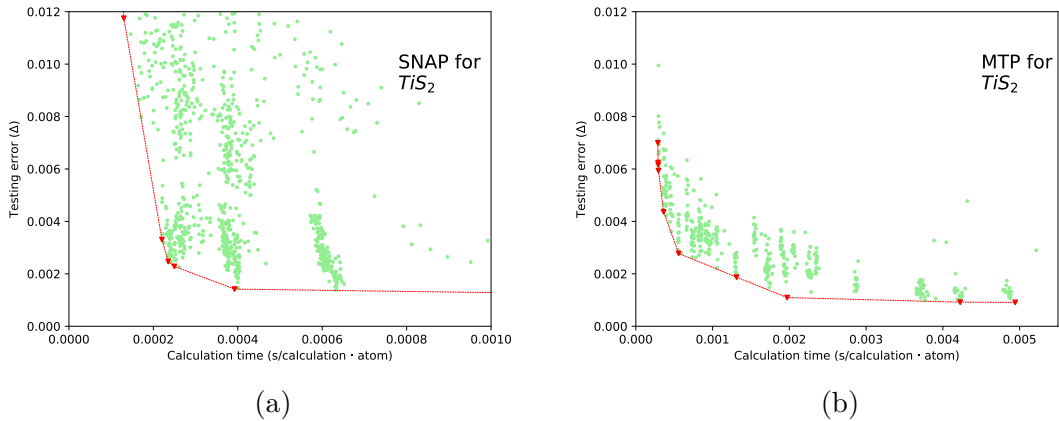 0.012
0.010
0.008
0.006
0.004
0.002
0.000
Testing error (Δ)
SNAP for
TiS₂
0.0000
0.0002
0.0004
0.0006
0.0008
0.0010
Calculation time (s/calculation · atom)
(a)
0.012
0.010
0.008
0.006
0.004
0.002
0.000
Testing error (Δ)
MTP for
TiS₂
0.000
0.001
0.002
0.003
0.004
0.005
Calculation time (s/calculation · atom)
(b)